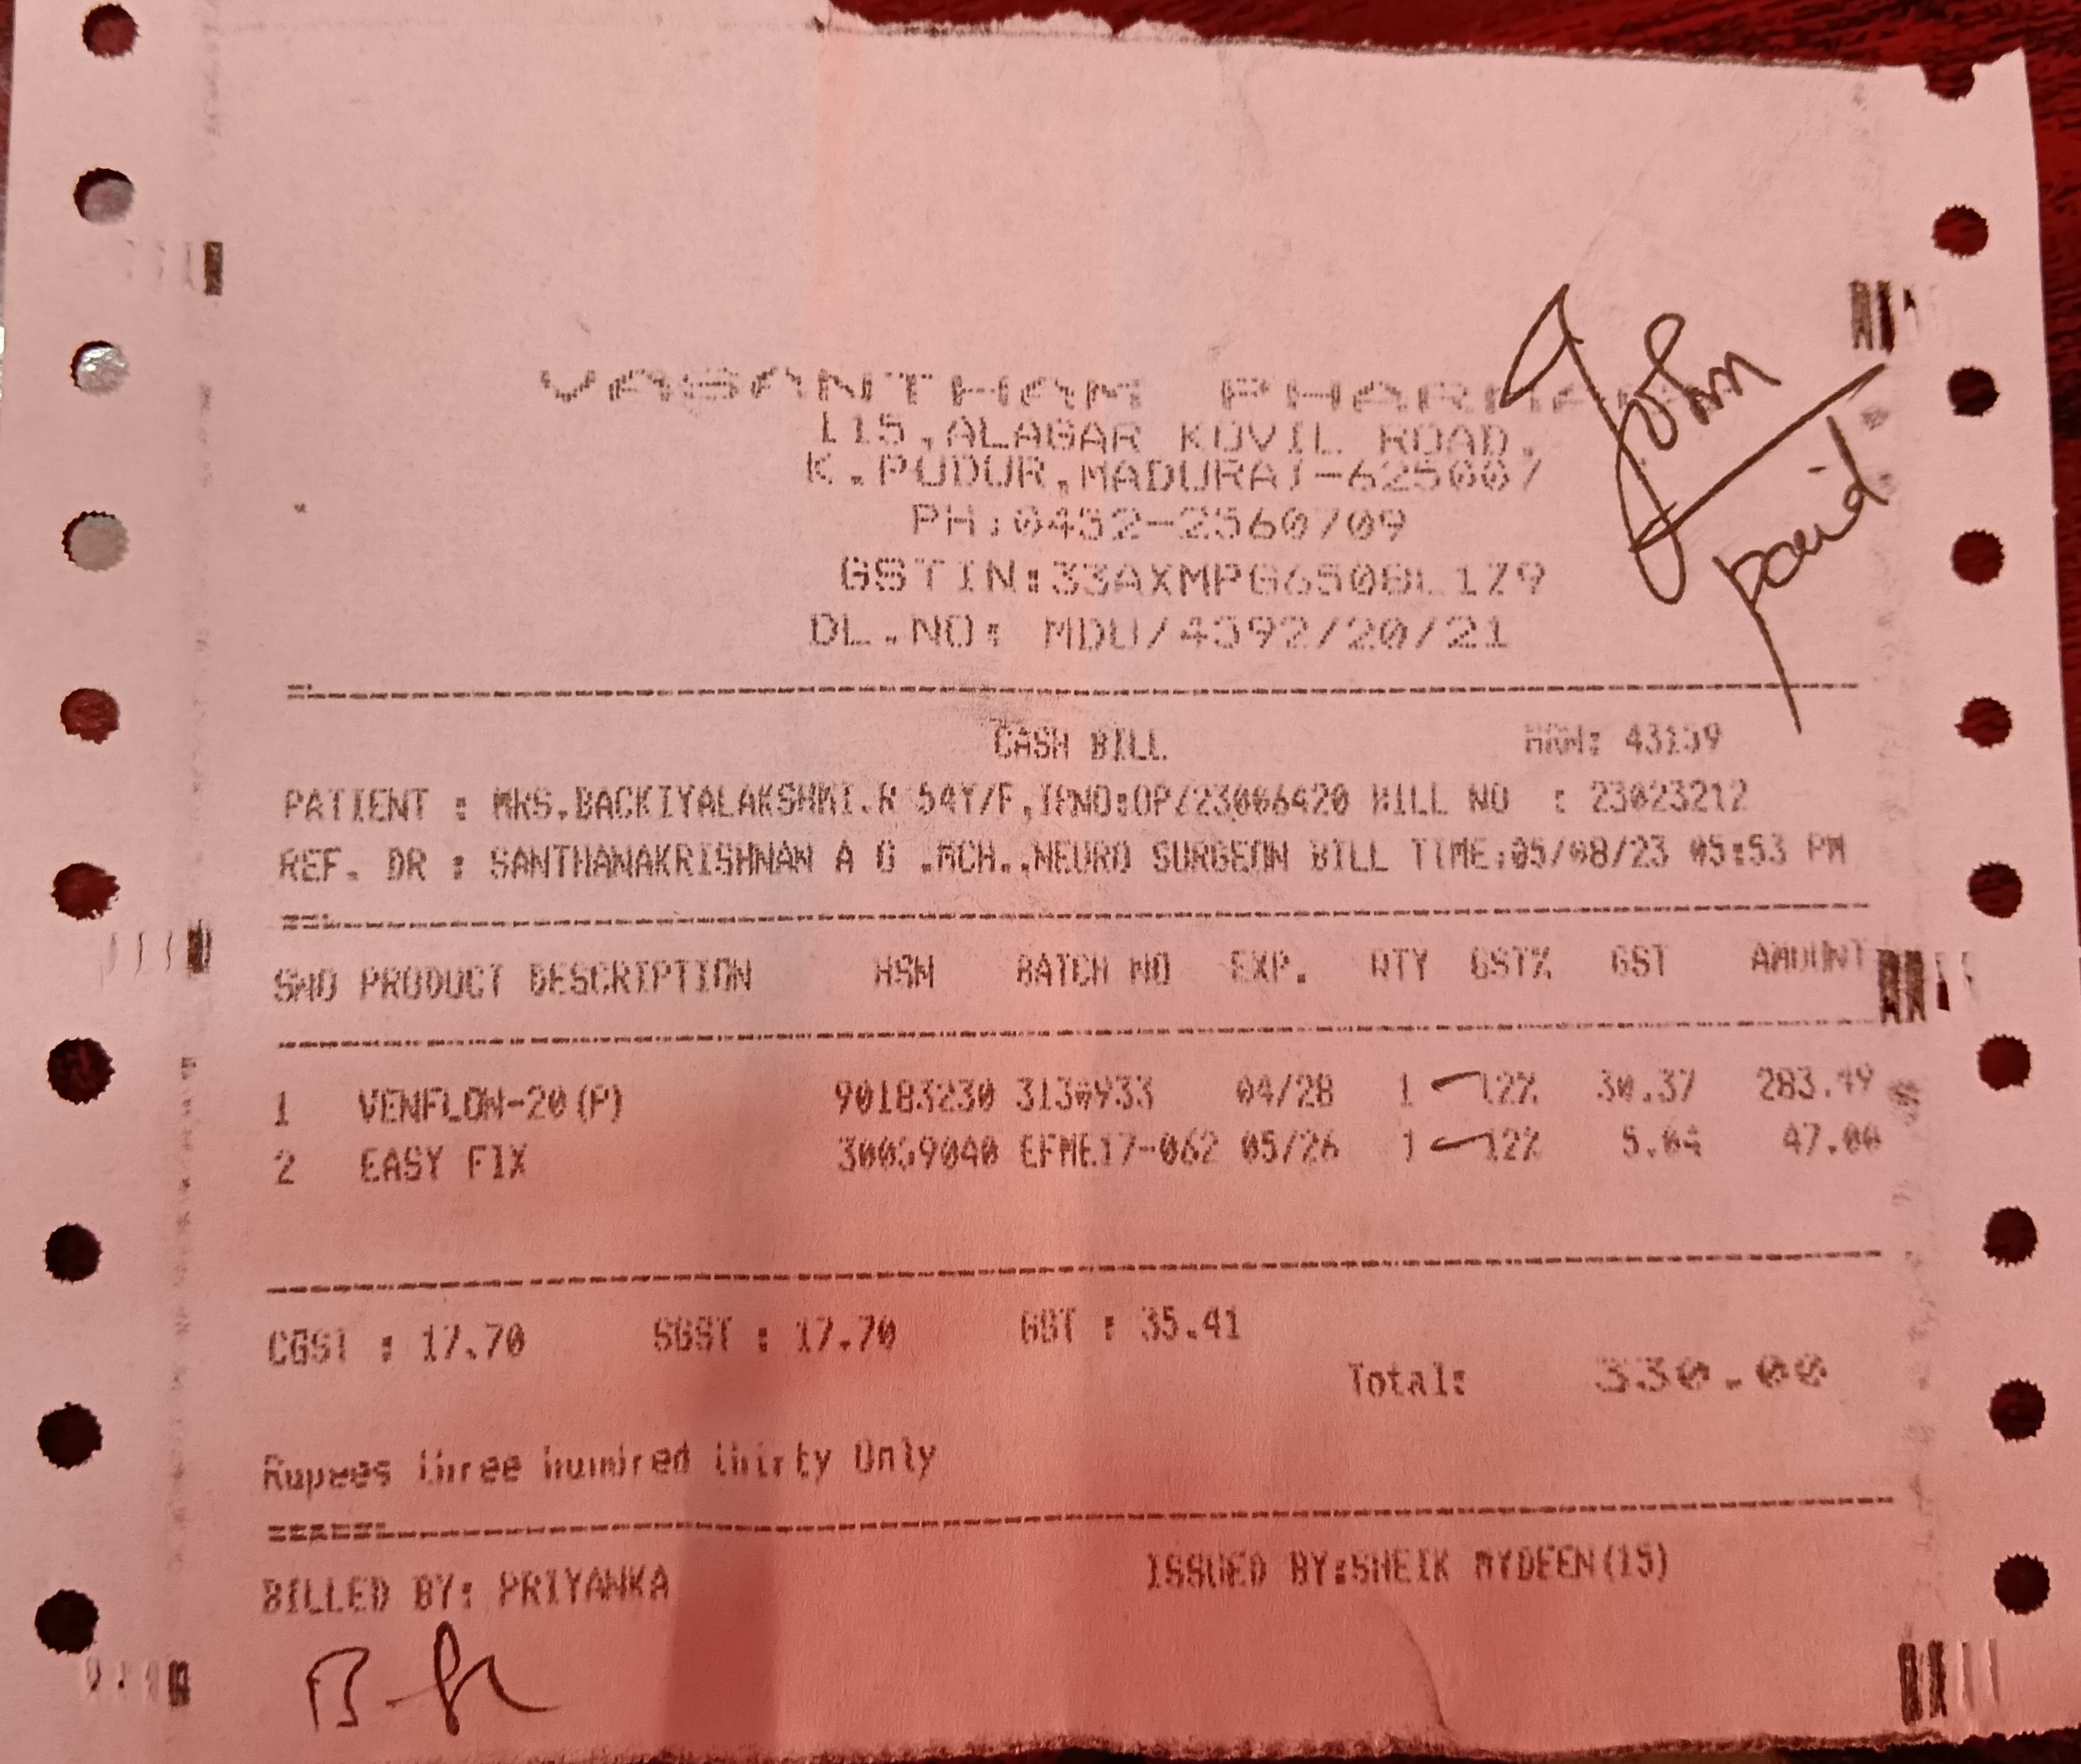 VASANTHAM PHARMA
John
115,ALAGAR KOVIL ROAD,
K.PUDUR,MADURAI-625007
paid
PH:0452-2560709
GSTIN:
DL.NO: MDU/4392/20/21
CASH BILL
PATIENT : MRS.BACKIYALAKSHMI.R 54Y/F,IPNO:OP/23006420 BILL NO : 23023212
REF. DR : SANTHANAKRISHNAN A G .MCH.,NEURO SURGEON BILL TIME:05/08/23 05:53 PM
SNO PRODUCT DESCRIPTION HSN BATCH NO EXP. QTY GST% GST AMOUNT
1 VENFLON-20(P) 90183230 3130933 04/28 1 12% 30.37 283.49
2 EASY FIX 30059040 EFME17-062 05/26 1 12% 5.04 47.00
CGST : 17.70 SGST : 17.70 GST : 35.41
Total: 330.00
Rupees three hundred thirty Only
BILLED BY: PRIYANKA ISSUED BY:SHEIK MYDEEN(15)